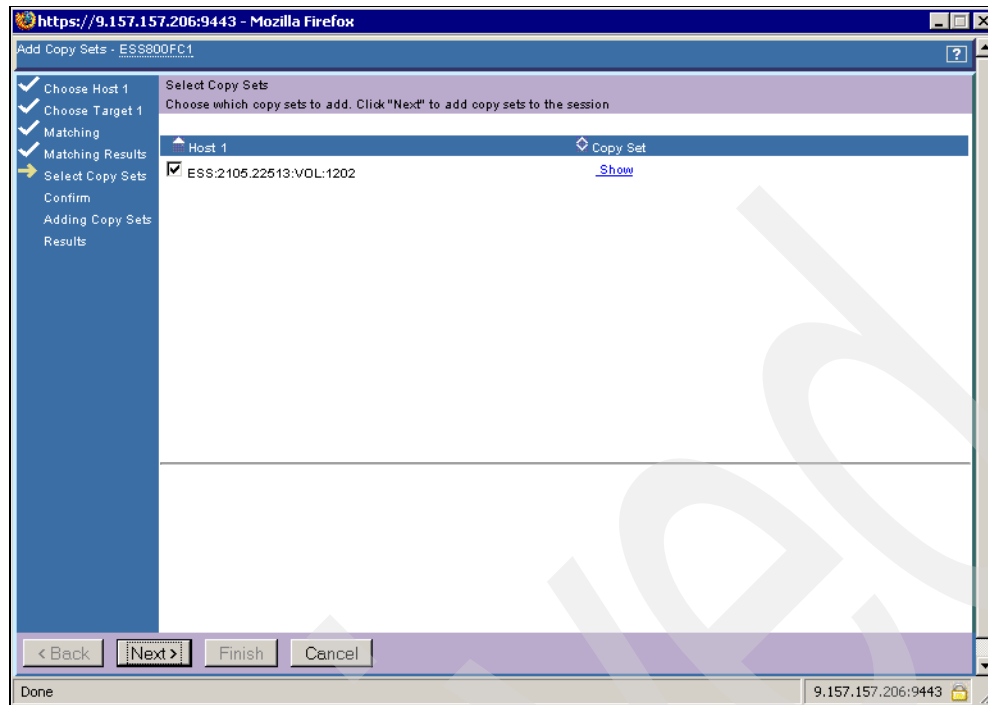 https://9.157.157.206:9443 - Mozilla Firefox
Add Copy Sets - ESS800FC1
?
Choose Host 1
Choose Target 1
Matching
Matching Results
Select Copy Sets
Confirm
Adding Copy Sets
Results
Select Copy Sets
Choose which copy sets to add. Click "Next" to add copy sets to the session
Host 1 Copy Set
ESS:2105.22513:VOL:1202 Show
< Back Next > Finish Cancel
Done 9.157.157.206:9443